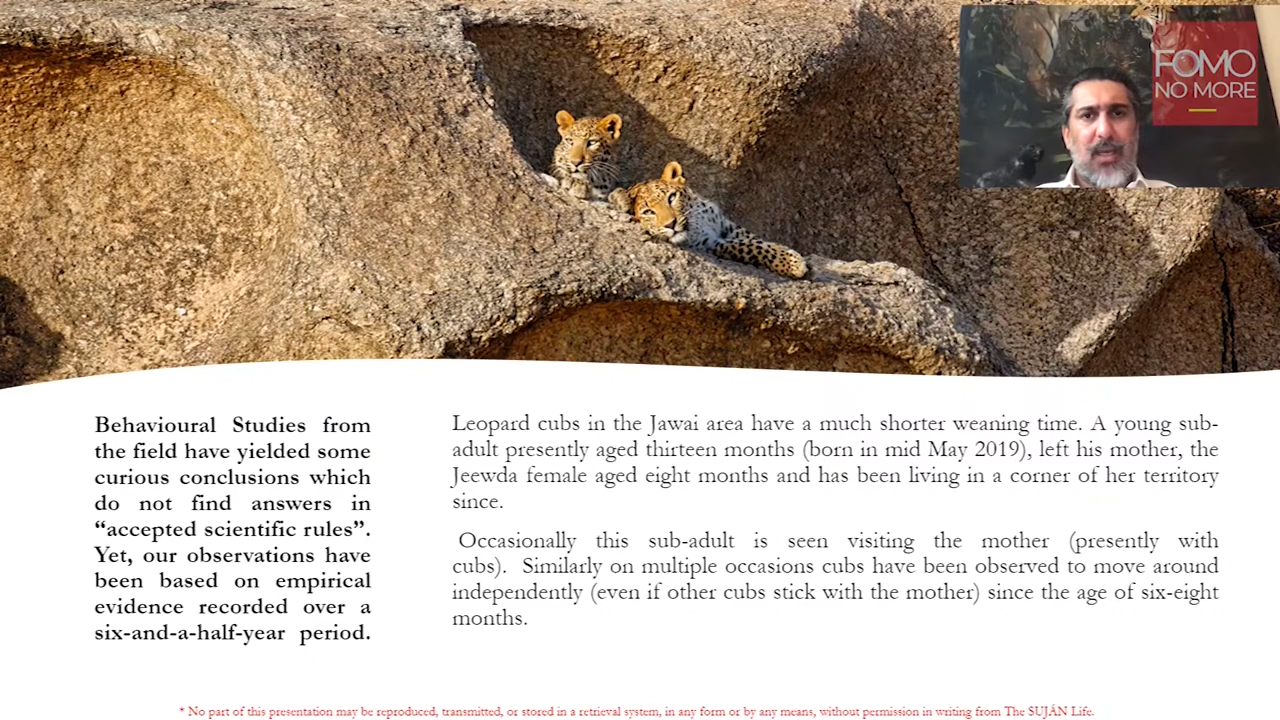 FOMO
NO MORE
Behavioural Studies from
the field have yielded some
curious conclusions which
do not find answers in
“accepted scientific rules”.
Yet, our observations have
been based on empirical
evidence recorded over a
six-and-a-half-year period.
Leopard cubs in the Jawai area have a much shorter weaning time. A young sub-
adult presently aged thirteen months (born in mid May 2019), left his mother, the
Jeewda female aged eight months and has been living in a corner of her territory
since.
Occasionally this sub-adult is seen visiting the mother (presently with
cubs). Similarly on multiple occasions cubs have been observed to move around
independently (even if other cubs stick with the mother) since the age of six-eight
months.
* No part of this presentation may be reproduced, transmitted, or stored in a retrieval system, in any form or by any means, without permission in writing from The SUJÁN Life.